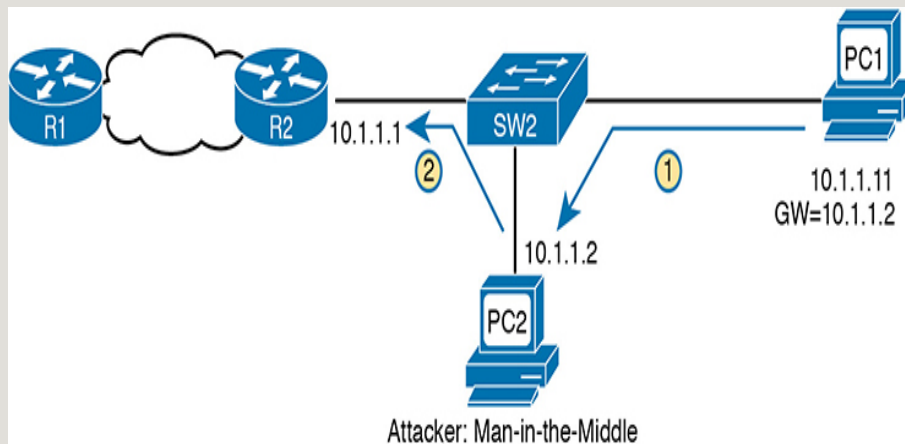 R1
R2
10.1.1.1
SW2
PC1
2
1
10.1.1.11
GW=10.1.1.2
10.1.1.2
PC2
Attacker: Man-in-the-Middle